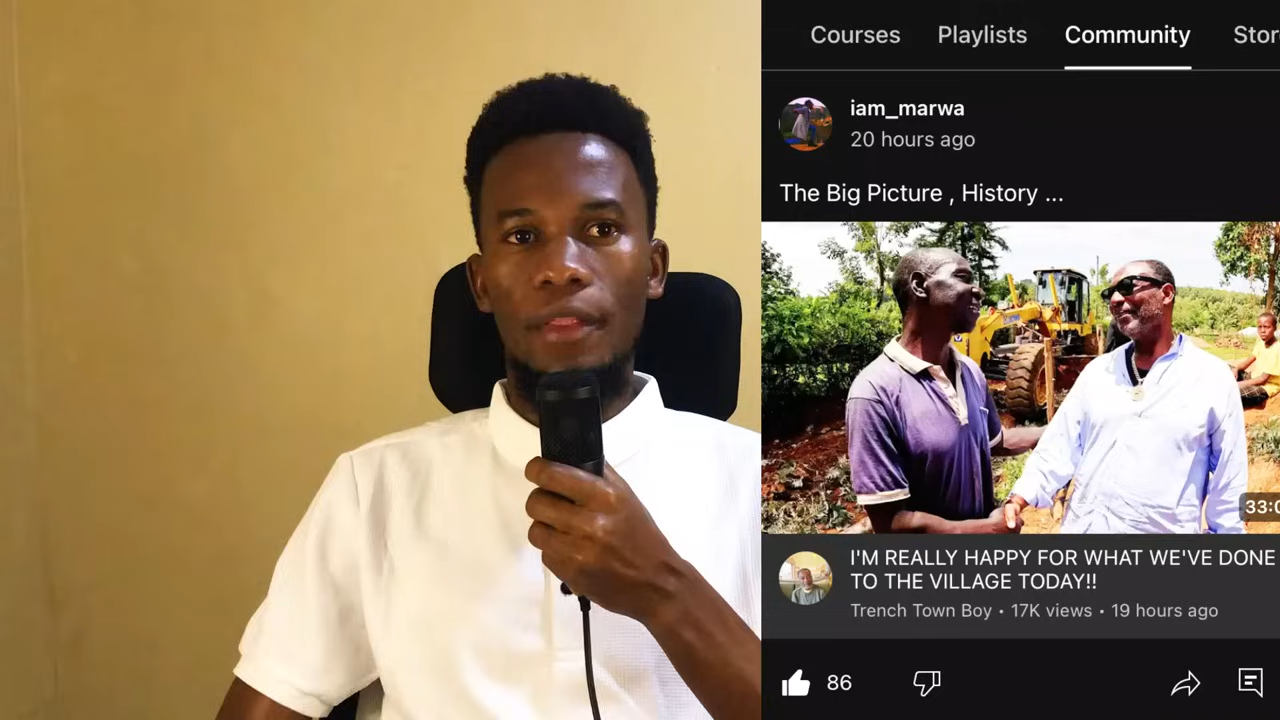 Courses Playlists Community
iam_marwa
20 hours ago
The Big Picture , History ...
I'M REALLY HAPPY FOR WHAT WE'VE DONE
TO THE VILLAGE TODAY!!
Trench Town Boy • 17K views • 19 hours ago
86